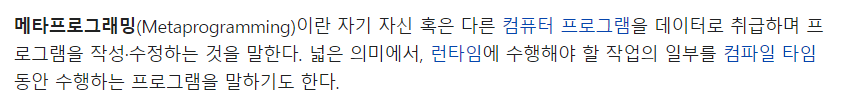 메타프로그래밍(Metaprogramming)이란 자기 자신 혹은 다른 컴퓨터 프로그램을 데이터로 취급하며 프
로그램을 작성·수정하는 것을 말한다. 넓은 의미에서, 런타임에 수행해야 할 작업의 일부를 컴파일 타임
동안 수행하는 프로그램을 말하기도 한다.